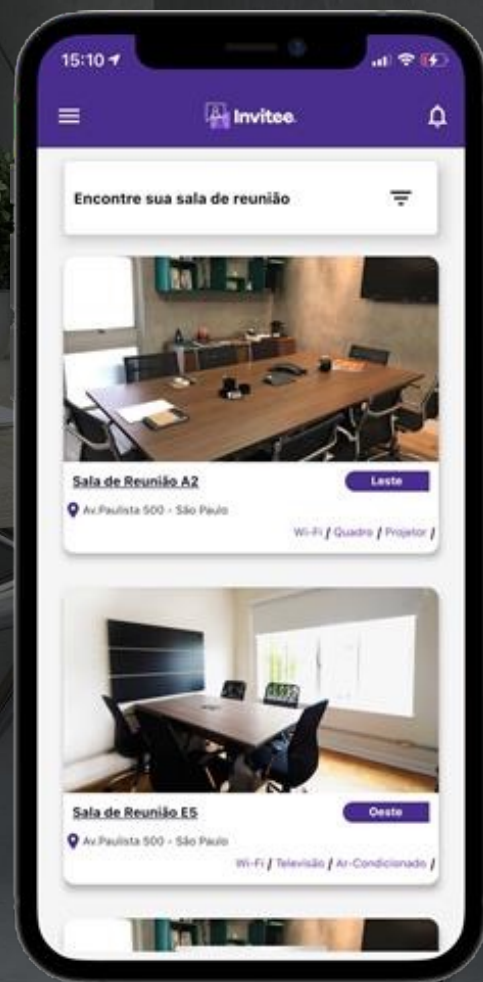 15:10
Invitee.
Encontre sua sala de reunião
Sala de Reunião A2
Leste
Av.Paulista 500 - São Paulo
Wi-Fi / Quadro / Projetor /
Sala de Reunião E5
Oeste
Av.Paulista 500 - São Paulo
Wi-Fi / Televisão / Ar-Condicionado /